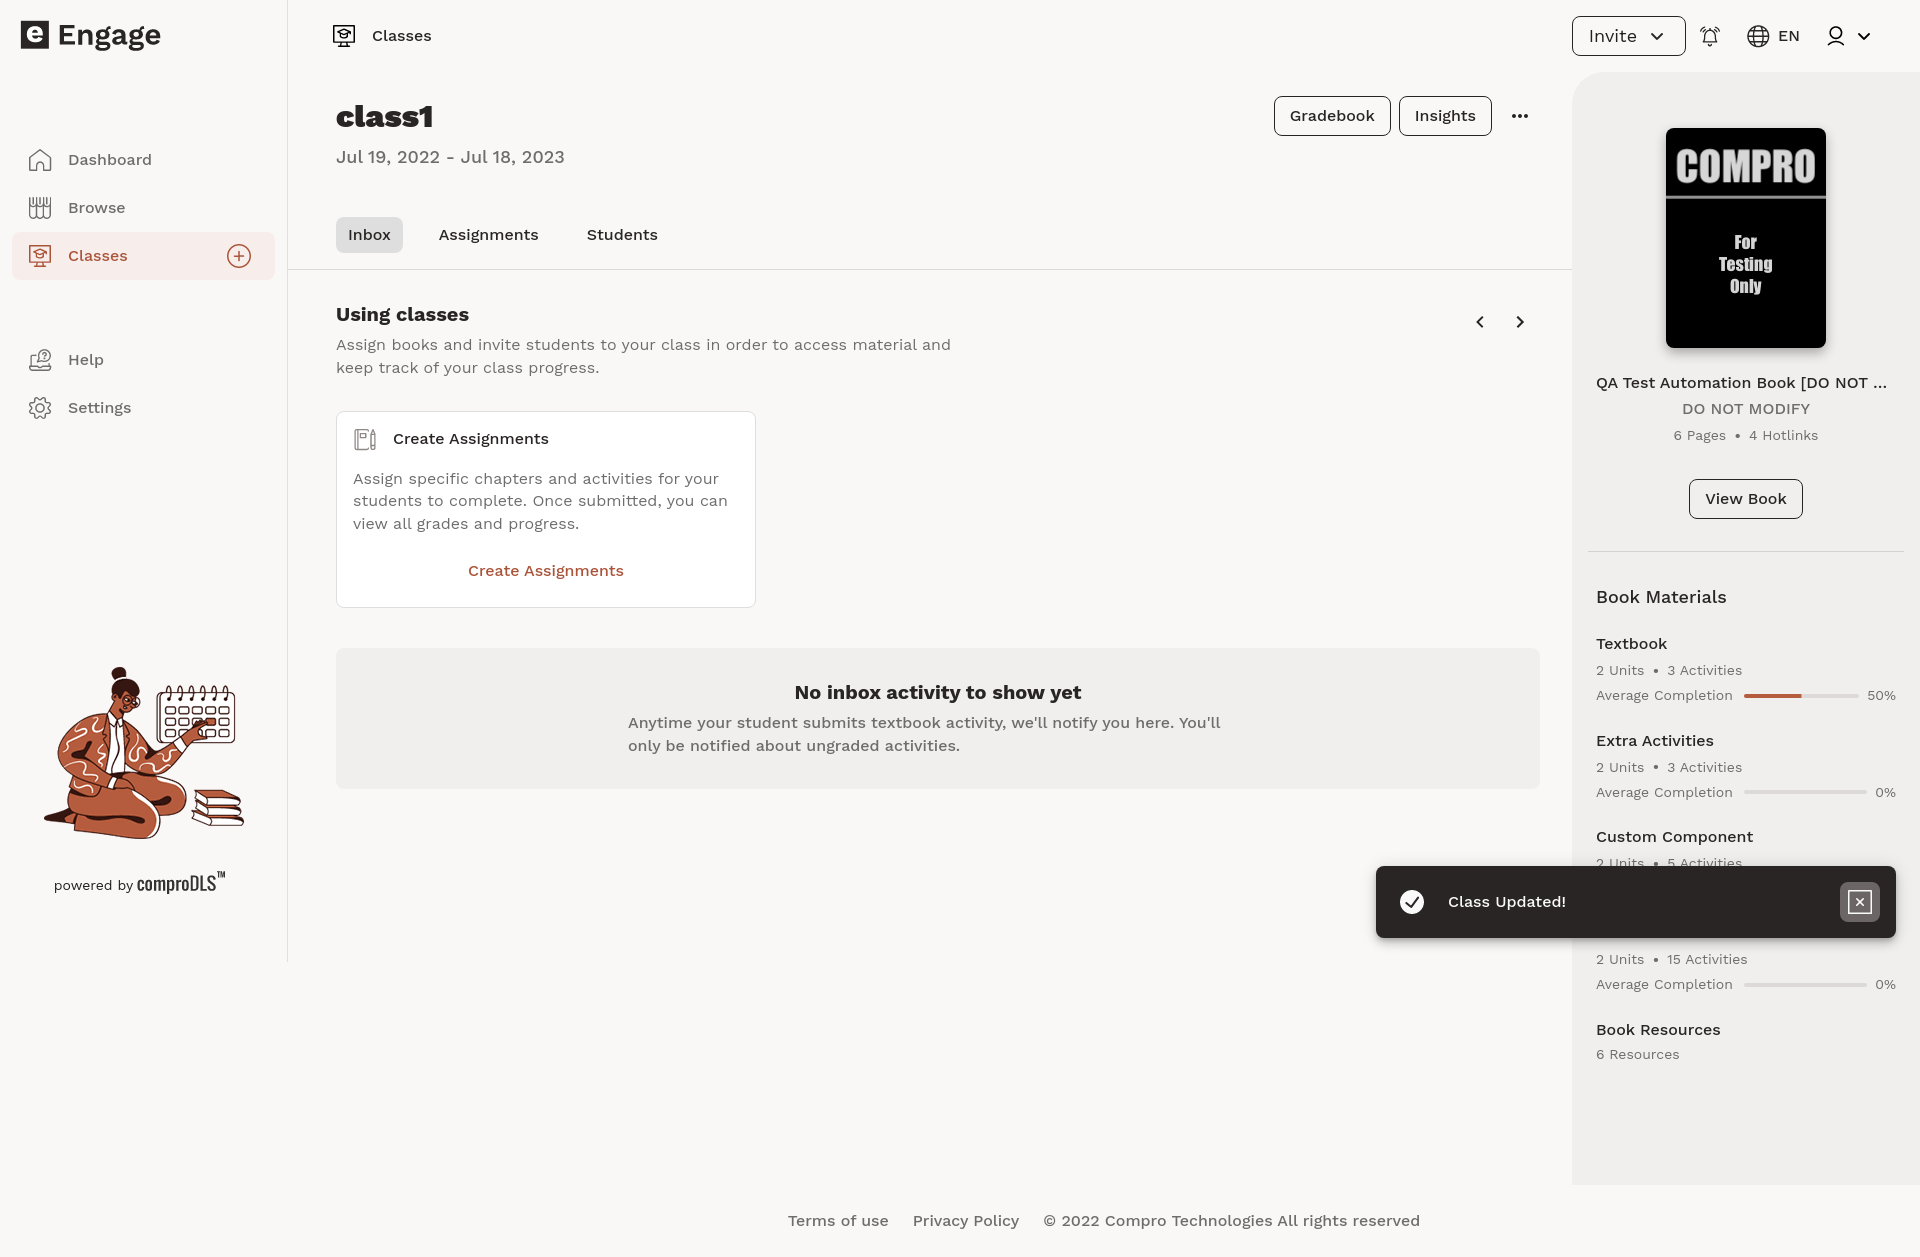 e Engage
Classes
Invite
EN
Dashboard
Browse
Classes
Help
Settings
powered by comproDLS™
class1
Jul 19, 2022 - Jul 18, 2023
Gradebook
Insights
Inbox
Assignments
Students
Using classes
Assign books and invite students to your class in order to access material and
keep track of your class progress.
Create Assignments
Assign specific chapters and activities for your
students to complete. Once submitted, you can
view all grades and progress.
Create Assignments
No inbox activity to show yet
Anytime your student submits textbook activity, we'll notify you here. You'll
only be notified about ungraded activities.
COMPRO
For
Testing
Only
QA Test Automation Book [DO NOT ...
DO NOT MODIFY
6 Pages • 4 Hotlinks
View Book
Book Materials
Textbook
2 Units • 3 Activities
Average Completion 50%
Extra Activities
2 Units • 3 Activities
Average Completion 0%
Custom Component
2 Units • 5 Activities
Class Updated!
2 Units • 15 Activities
Average Completion 0%
Book Resources
6 Resources
Terms of use
Privacy Policy
© 2022 Compro Technologies All rights reserved